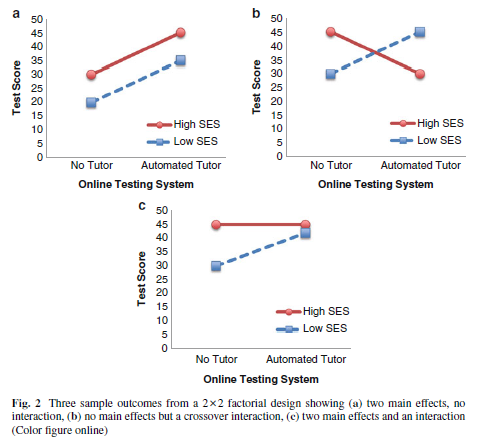 a
50
45
40
35
30
25
20
15
10
5
0
Test Score
High SES
Low SES
No Tutor Automated Tutor
Online Testing System
b
50
45
40
35
30
25
20
15
10
5
0
Test Score
High SES
Low SES
No Tutor Automated Tutor
Online Testing System
c
50
45
40
35
30
25
20
15
10
5
0
Test Score
High SES
Low SES
No Tutor Automated Tutor
Online Testing System
Fig. 2 Three sample outcomes from a 2×2 factorial design showing (a) two main effects, no
interaction, (b) no main effects but a crossover interaction, (c) two main effects and an interaction
(Color figure online)